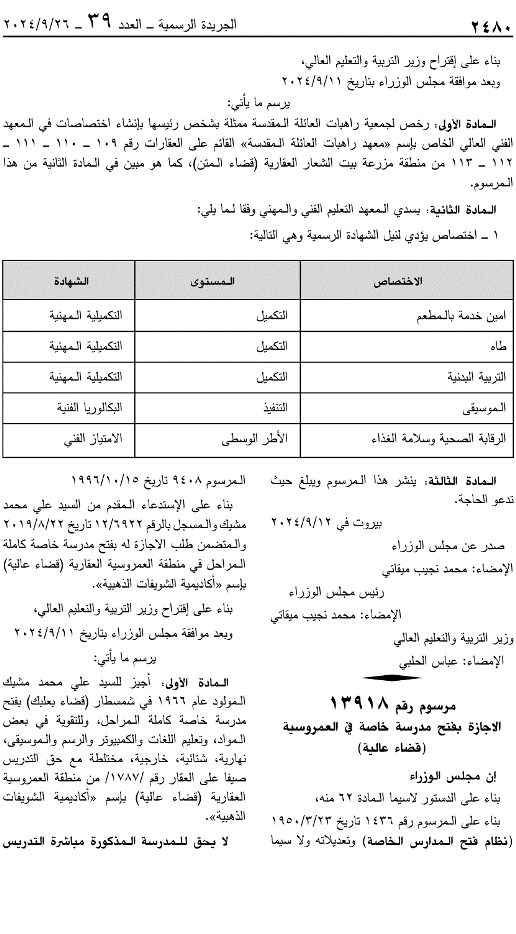 ٢٤٨٠
الجريدة الرسمية ـ العدد ٣٩ ـ ٢٠٢٤/٩/٢٦
بناء على إقتراح وزير التربية والتعليم العالي،
وبعد موافقة مجلس الوزراء بتاريخ ٢٠٢٤/٩/١١
يرسم ما يأتي:
المادة الأولى: رخص لجمعية راهبات العائلة المقدسة ممثلة بشخص رئيسها بإنشاء اختصاصات في المعهد
الفني العالي الخاص بإسم «معهد راهبات العائلة المقدسة» القائم على العقارات رقم ١٠٩ ـ ١١٠ ـ ١١١ ـ
١١٢ ـ ١١٣ من منطقة مزرعة بيت الشعار العقارية (قضاء المتن)، كما هو مبين في المادة الثانية من هذا
المرسوم.
المادة الثانية: يسدي المعهد التعليم الفني والمهني وفقا لما يلي:
١ ـ اختصاص يؤدي لنيل الشهادة الرسمية وهي التالية:
الاختصاص المستوى الشهادة
امين خدمة بالمطعم التكميل التكميلية المهنية
طاه التكميل التكميلية المهنية
التربية البدنية التكميل التكميلية المهنية
الموسيقى التنفيذ البكالوريا الفنية
الرقابة الصحية وسلامة الغذاء الأطر الوسطى الامتياز الفني
المادة الثالثة: ينشر هذا المرسوم ويبلغ حيث
تدعو الحاجة.
بيروت في ٢٠٢٤/٩/١٢
صدر عن مجلس الوزراء
الإمضاء: محمد نجيب ميقاتي
رئيس مجلس الوزراء
الإمضاء: محمد نجيب ميقاتي
وزير التربية والتعليم العالي
الإمضاء: عباس الحلبي
مرسوم رقم ١٣٩١٨
الاجازة بفتح مدرسة خاصة في العمروسية
(قضاء عالية)
إن مجلس الوزراء
بناء على الدستور لاسيما المادة ٦٢ منه،
بناء على المرسوم رقم ١٤٣٦ تاريخ ١٩٥٠/٣/٢٣
(نظام فتح المدارس الخاصة) وتعديلاته ولا سيما
المرسوم ٩٤٠٨ تاريخ ١٩٩٦/١٠/١٥
بناء على الإستدعاء المقدم من السيد علي محمد
مشيك والمسجل بالرقم ١٢/٦٩٢٢ تاريخ ٢٠١٩/٨/٢٢
والمتضمن طلب الاجازة له بفتح مدرسة خاصة كاملة
المراحل في منطقة العمروسية العقارية (قضاء عالية)
بإسم «أكاديمية الشويفات الذهبية».
بناء على إقتراح وزير التربية والتعليم العالي،
وبعد موافقة مجلس الوزراء بتاريخ ٢٠٢٤/٩/١١
يرسم ما يأتي:
المادة الأولى: أجيز للسيد علي محمد مشيك
المولود عام ١٩٦٦ في شمسطار (قضاء بعلبك) بفتح
مدرسة خاصة كاملة المراحل، وللتقوية في بعض
المواد، وتعليم اللغات والكمبيوتر والرسم والموسيقى،
نهارية، شتائية، خارجية، مختلطة مع حق التدريس
صيفا على العقار رقم /١٧٨٧/ من منطقة العمروسية
العقارية (قضاء عالية) بإسم «أكاديمية الشويفات
الذهبية».
لا يحق للمدرسة المذكورة مباشرة التدريس